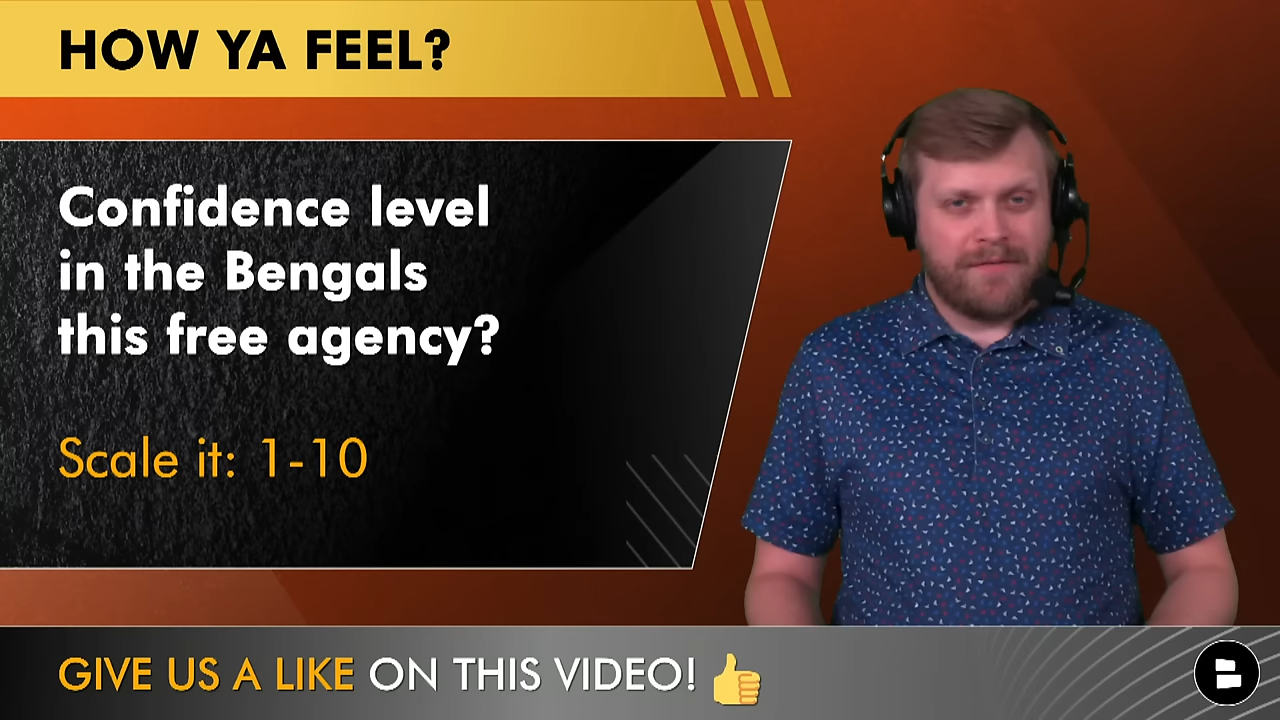 HOW YA FEEL?
Confidence level
in the Bengals
this free agency?
Scale it: 1-10
GIVE US A LIKE ON THIS VIDEO!